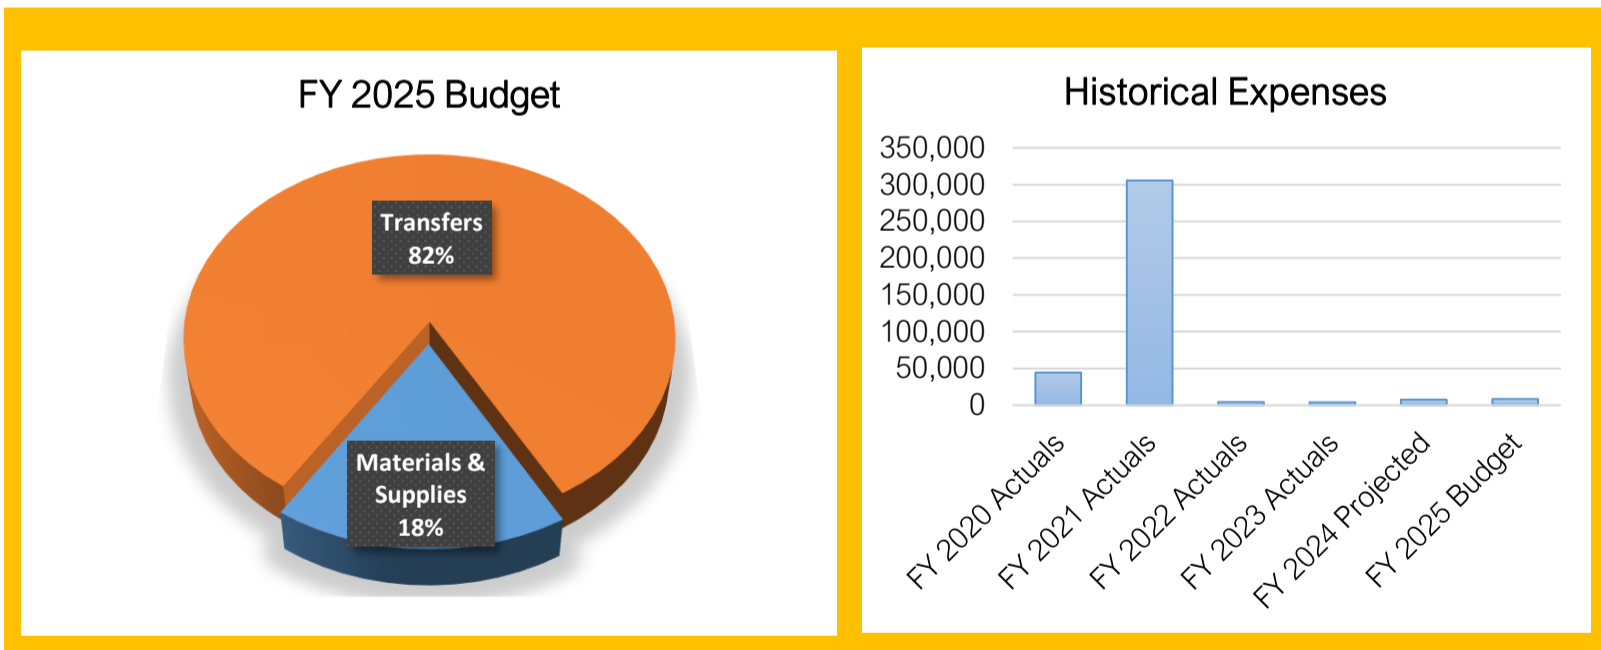 FY 2025 Budget
Transfers
82%
Materials &
Supplies
18%
Historical Expenses
350,000
300,000
250,000
200,000
150,000
100,000
50,000
0
FY 2020 Actuals
FY 2021 Actuals
FY 2022 Actuals
FY 2023 Actuals
FY 2024 Projected
FY 2025 Budget